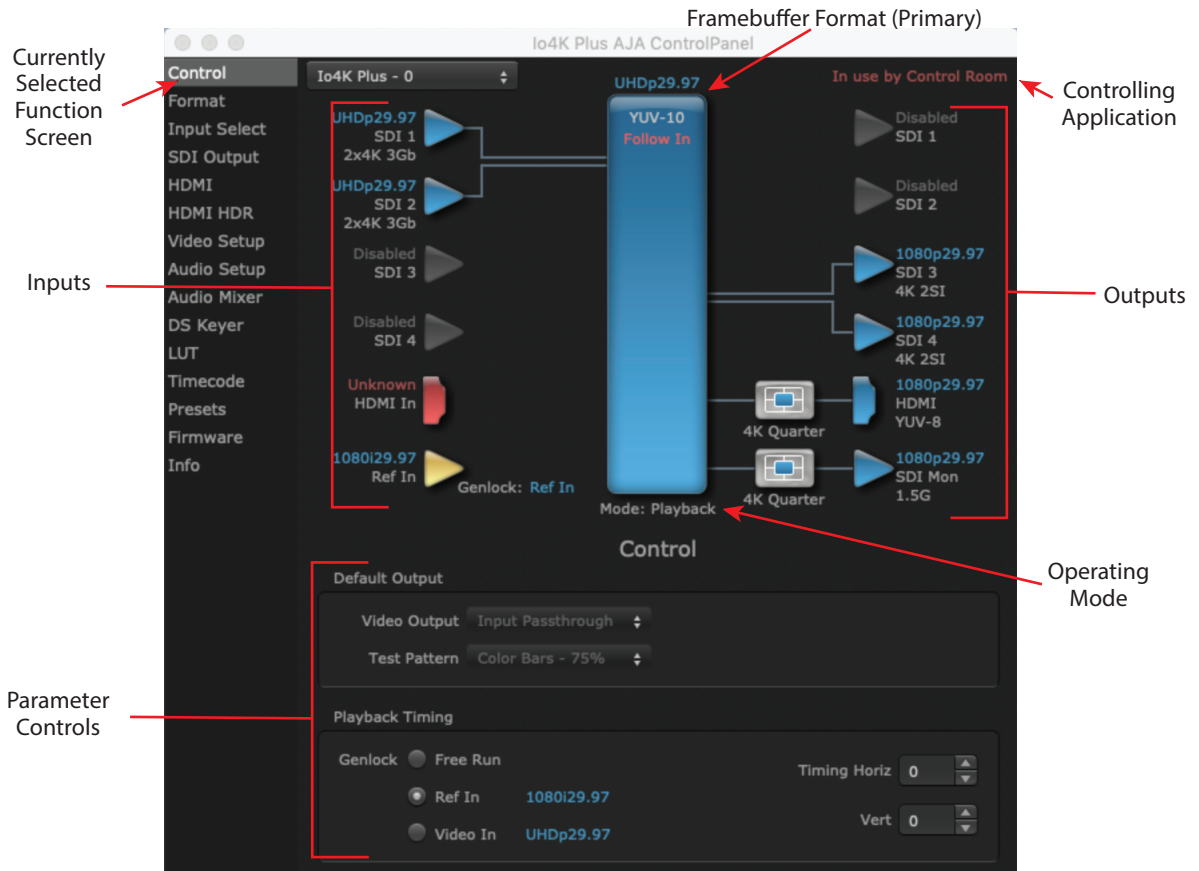 Framebuffer Format (Primary)
Currently
Selected
Function
Screen
Io4K Plus AJA ControlPanel
Controlling
Application
Control
Format
Input Select
SDI Output
HDMI
HDMI HDR
Video Setup
Audio Setup
Audio Mixer
DS Keyer
LUT
Timecode
Presets
Firmware
Info
Io4K Plus - 0
UHDp29.97
In use by Control Room
YUV-10
Follow In
Inputs
UHDp29.97
SDI 1
2x4K 3Gb
UHDp29.97
SDI 2
2x4K 3Gb
Disabled
SDI 3
Disabled
SDI 4
Unknown
HDMI In
1080i29.97
Ref In
Genlock: Ref In
Mode: Playback
4K Quarter
4K Quarter
Disabled
SDI 1
Disabled
SDI 2
1080p29.97
SDI 3
4K 2SI
1080p29.97
SDI 4
4K 2SI
1080p29.97
HDMI
YUV-8
1080p29.97
SDI Mon
1.5G
Outputs
Operating
Mode
Control
Default Output
Video Output Input Passthrough
Test Pattern Color Bars - 75%
Parameter
Controls
Playback Timing
Genlock Free Run
Ref In 1080i29.97
Video In UHDp29.97
Timing Horiz 0
Vert 0